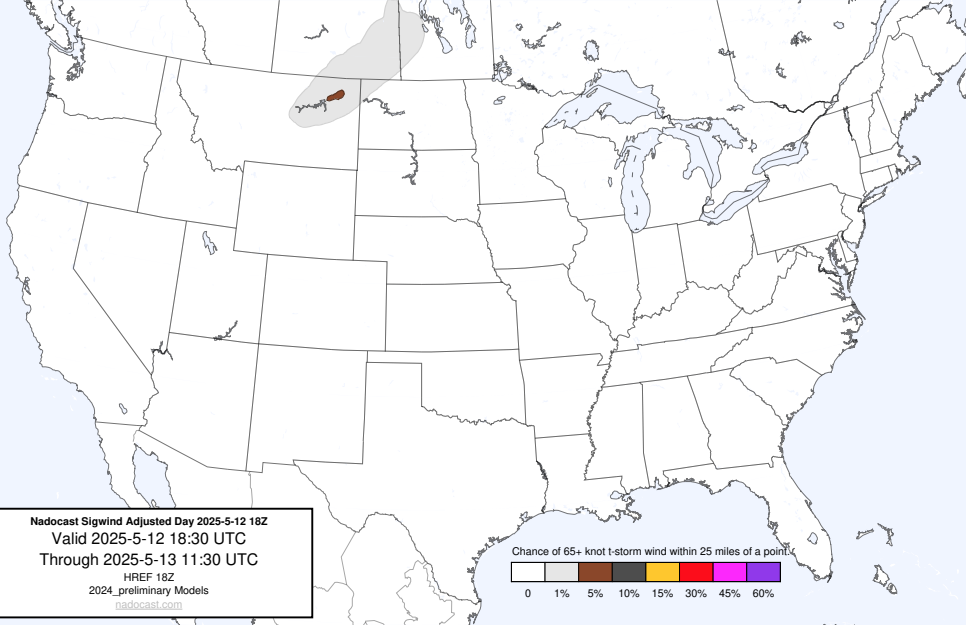 Nadocast Sigwind Adjusted Day 2025-5-12 18Z
Valid 2025-5-12 18:30 UTC
Through 2025-5-13 11:30 UTC
HREF 18Z
2024_preliminary Models
nadocast.com
Chance of 65+ knot t-storm wind within 25 miles of a point.
0 1% 5% 10% 15% 30% 45% 60%